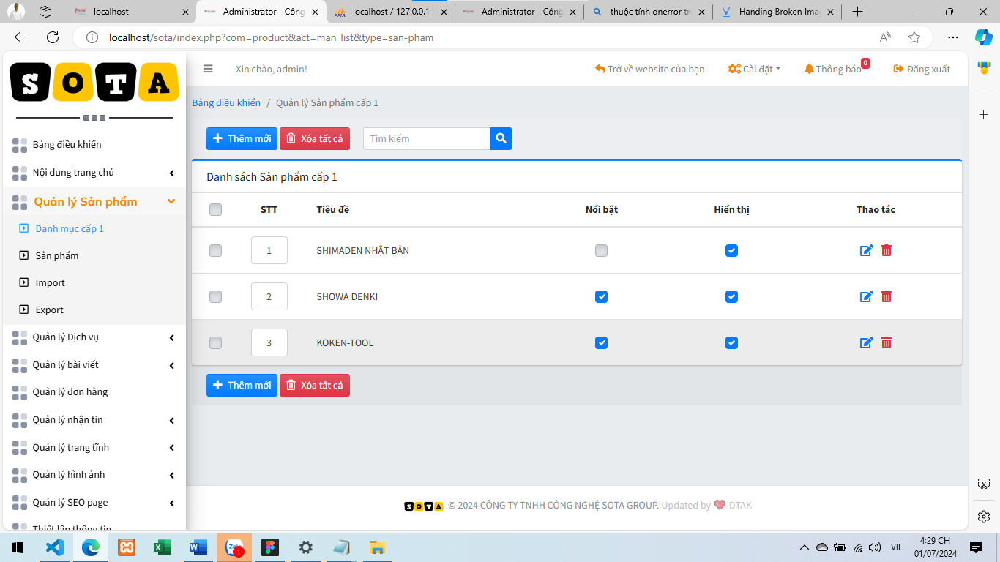 localhost
Administrator - Công
localhost / 127.0.0.1 /
Administrator - Công
thuộc tính onerror tro
Handing Broken Imag
localhost/sota/index.php?com=product&act=man_list&type=san-pham
SOTA
Xin chào, admin!
Trở về website của bạn
Cài đặt
Thông báo
0
Đăng xuất
Bảng điều khiển / Quản lý Sản phẩm cấp 1
Thêm mới
Xóa tất cả
Tìm kiếm
Bảng điều khiển
Nội dung trang chủ
Quản lý Sản phẩm
Danh mục cấp 1
Sản phẩm
Import
Export
Quản lý Dịch vụ
Quản lý bài viết
Quản lý đơn hàng
Quản lý nhận tin
Quản lý trang tĩnh
Quản lý hình ảnh
Quản lý SEO page
Thiết lập thông tin
Danh sách Sản phẩm cấp 1
STT Tiêu đề Nổi bật Hiển thị Thao tác
1 SHIMADEN NHẬT BẢN
2 SHOWA DENKI
3 KOKEN-TOOL
Thêm mới
Xóa tất cả
SOTA © 2024 CÔNG TY TNHH CÔNG NGHỆ SOTA GROUP. Updated by DTAK
1
VIE
4:29 CH
01/07/2024